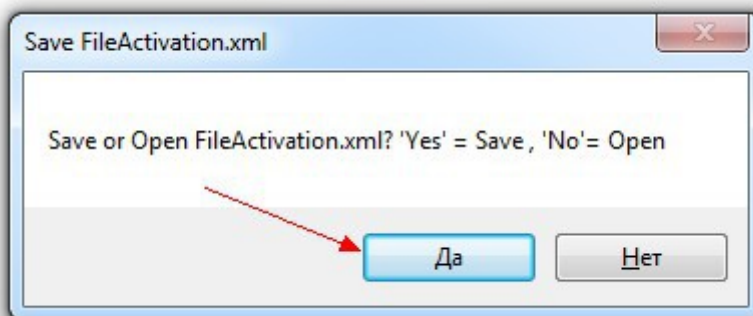 Save FileActivation.xml
Save or Open FileActivation.xml? 'Yes' = Save , 'No'= Open
Да
Нет